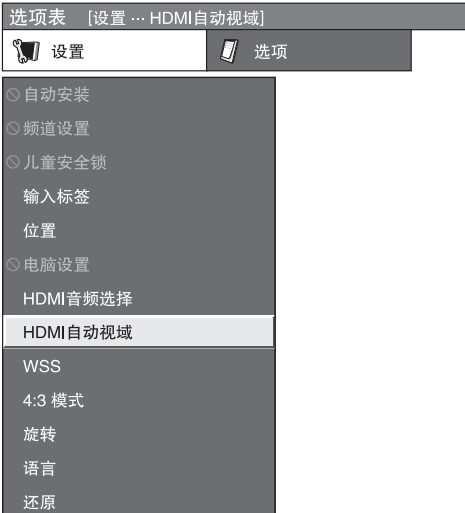 选项表 [设置 ··· HDMI自动视域]
设置 选项
自动安装
频道设置
儿童安全锁
输入标签
位置
电脑设置
HDMI音频选择
HDMI自动视域
WSS
4:3 模式
旋转
语言
还原